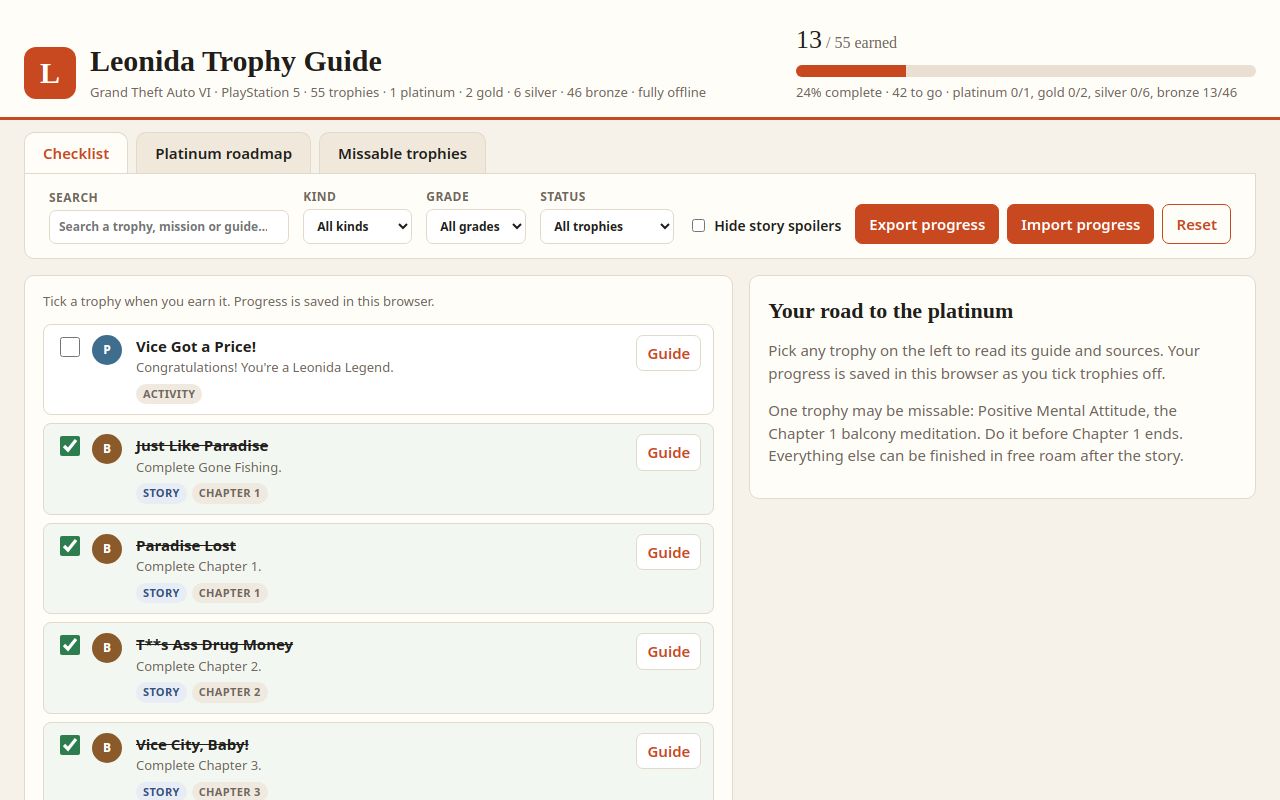 L
Leonida Trophy Guide
Grand Theft Auto VI · PlayStation 5 · 55 trophies · 1 platinum · 2 gold · 6 silver · 46 bronze · fully offline
13 / 55 earned
24% complete · 42 to go · platinum 0/1, gold 0/2, silver 0/6, bronze 13/46
Checklist
Platinum roadmap
Missable trophies
SEARCH
Search a trophy, mission or guide...
KIND
All kinds
GRADE
All grades
STATUS
All trophies
Hide story spoilers
Export progress
Import progress
Reset
Tick a trophy when you earn it. Progress is saved in this browser.
P
Vice Got a Price!
Congratulations! You're a Leonida Legend.
ACTIVITY
Guide
B
Just Like Paradise
Complete Gone Fishing.
STORY
CHAPTER 1
Guide
B
Paradise Lost
Complete Chapter 1.
STORY
CHAPTER 1
Guide
B
T**s Ass Drug Money
Complete Chapter 2.
STORY
CHAPTER 2
Guide
B
Vice City, Baby!
Complete Chapter 3.
STORY
CHAPTER 3
Guide
Your road to the platinum
Pick any trophy on the left to read its guide and sources. Your
progress is saved in this browser as you tick trophies off.
One trophy may be missable: Positive Mental Attitude, the
Chapter 1 balcony meditation. Do it before Chapter 1 ends.
Everything else can be finished in free roam after the story.